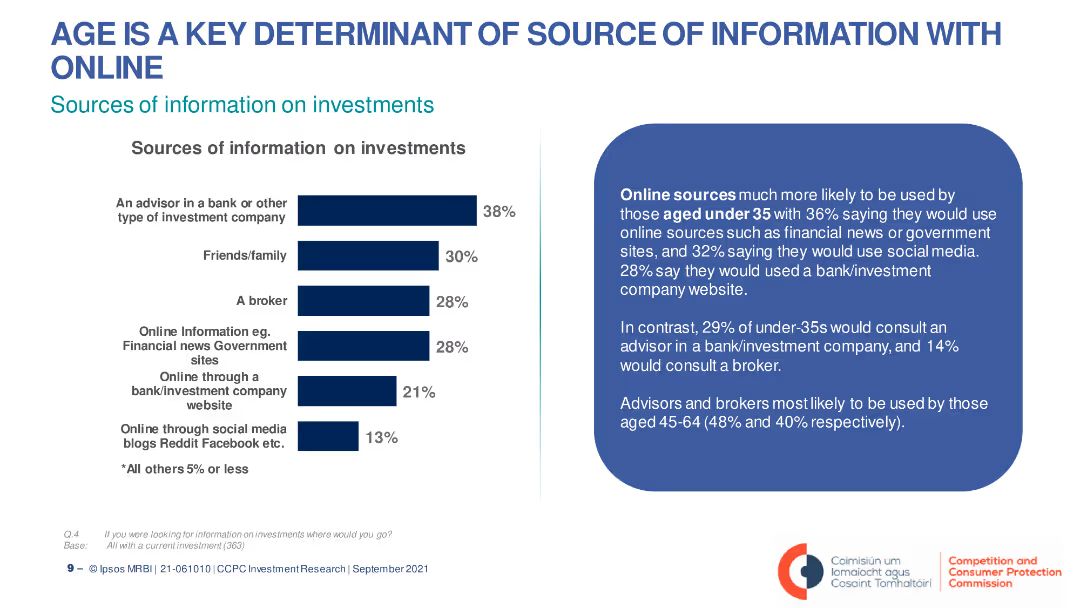 AGE IS A KEY DETERMINANT OF SOURCE OF INFORMATION WITH
ONLINE
Sources of information on investments
Sources of information on investments
An advisor in a bank or other
type of investment company
38%
Friends/family
30%
A broker
28%
Online Information eg.
Financial news Government
sites
28%
Online through a
bank/investment company
website
21%
Online through social media
blogs Reddit Facebook etc.
13%
*All others 5% or less
Online sources much more likely to be used by
those aged under 35 with 36% saying they would use
online sources such as financial news or government
sites, and 32% saying they would use social media.
28% say they would used a bank/investment
company website.
In contrast, 29% of under-35s would consult an
advisor in a bank/investment company, and 14%
would consult a broker.
Advisors and brokers most likely to be used by those
aged 45-64 (48% and 40% respectively).
Q.4 If you were looking for information on investments where would you go?
Base: All with a current investment (363)
9 – © Ipsos MRBI | 21-061010 | CCPC Investment Research | September 2021
Coimisiún um
Iomaíocht agus
Cosaint Tomhaltóirí
Competition and
Consumer Protection
Commission